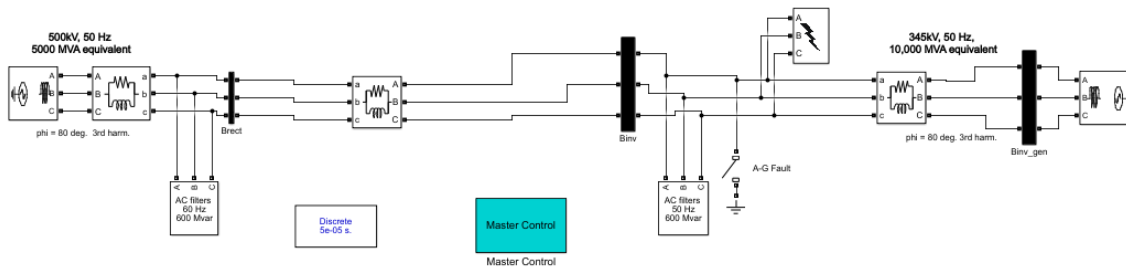 500kV, 50 Hz
5000 MVA equivalent
A
B
C
A
B
C
a
b
c
phi = 80 deg. 3rd harm.
Brect
a
b
c
A
B
C
Binv
A
B
C
345kV, 50 Hz,
10,000 MVA equivalent
a
b
c
A
B
C
phi = 80 deg. 3rd harm.
Binv_gen
A
B
C
A-G Fault
A
B
C
AC filters
60 Hz
600 Mvar
A
B
C
AC filters
50 Hz
600 Mvar
Discrete
5e-05 s.
Master Control
Master Control